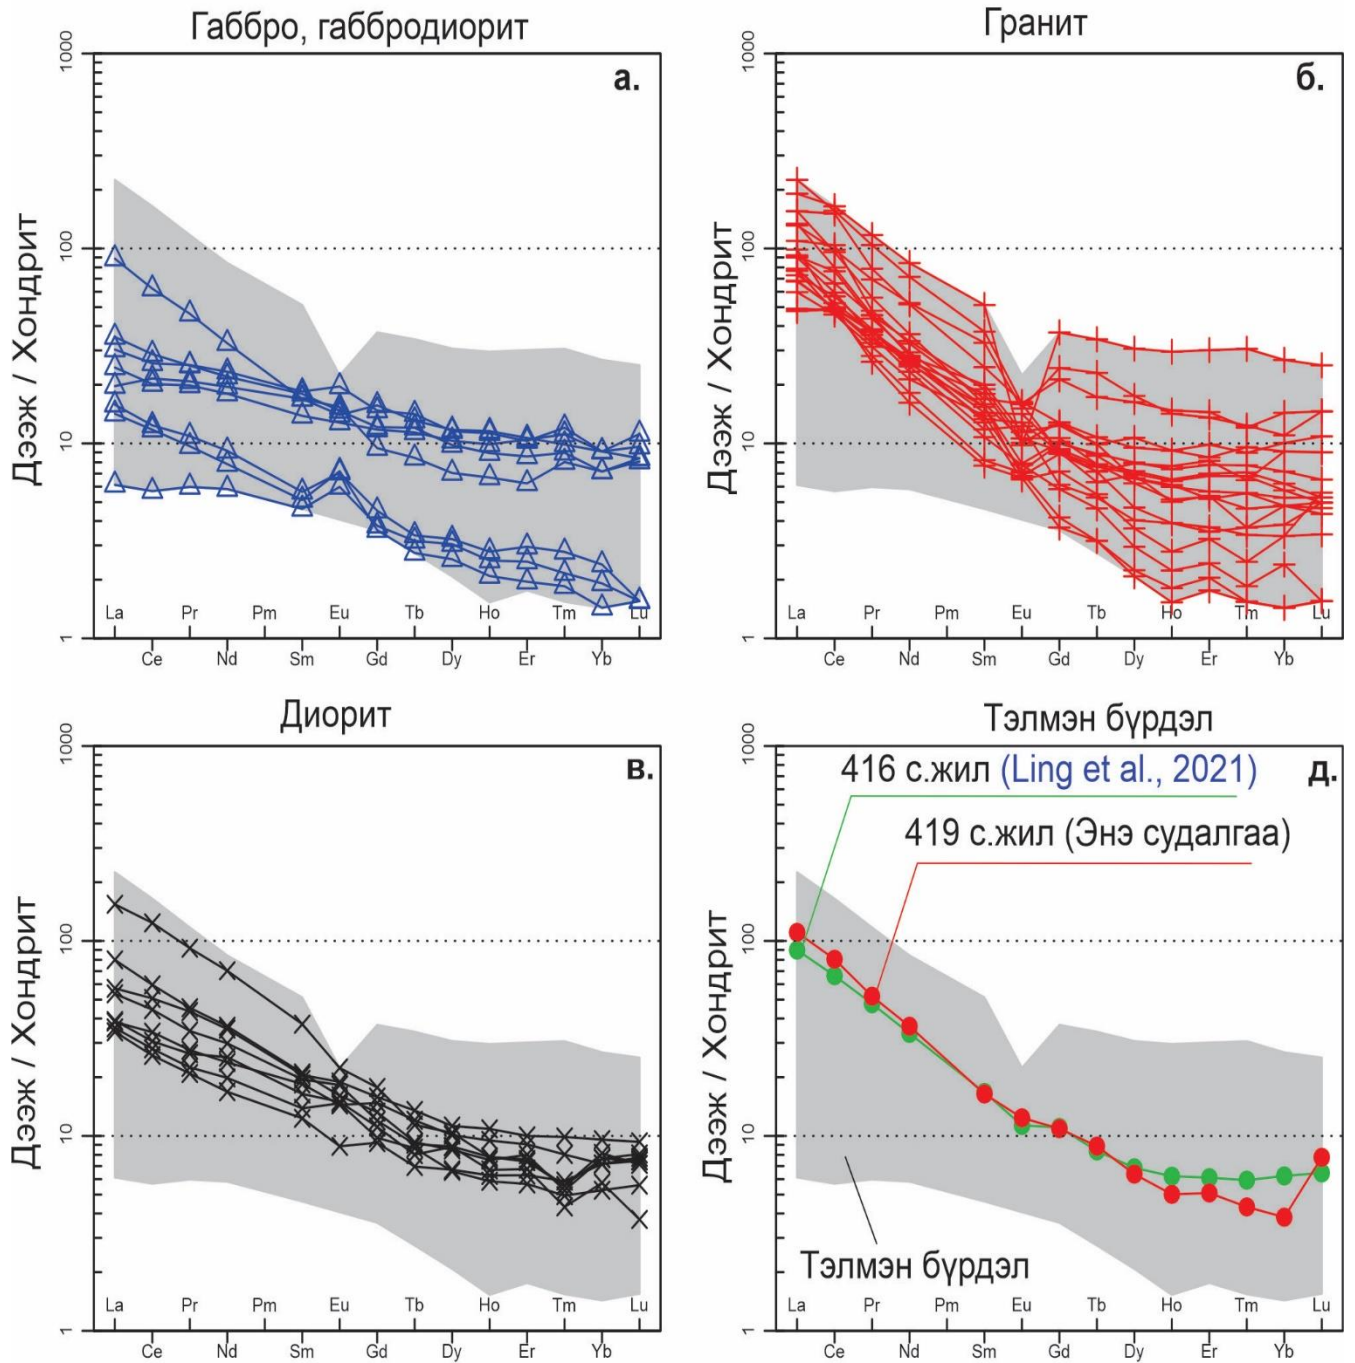 Габбро, габбродиорит
а.
Дээж / Хондрит
1000
100
10
1
La Pr Pm Eu Tb Ho Tm Lu
Ce Nd Sm Gd Dy Er Yb
Гранит
б.
Дээж / Хондрит
1000
100
10
1
La Pr Pm Eu Tb Ho Tm Lu
Ce Nd Sm Gd Dy Er Yb
Диорит
в.
Дээж / Хондрит
1000
100
10
1
La Pr Pm Eu Tb Ho Tm Lu
Ce Nd Sm Gd Dy Er Yb
Тэлмэн бүрдэл
д.
416 с.жил (Ling et al., 2021)
419 с.жил (Энэ судалгаа)
Тэлмэн бүрдэл
Дээж / Хондрит
1000
100
10
1
La Pr Pm Eu Tb Ho Tm Lu
Ce Nd Sm Gd Dy Er Yb